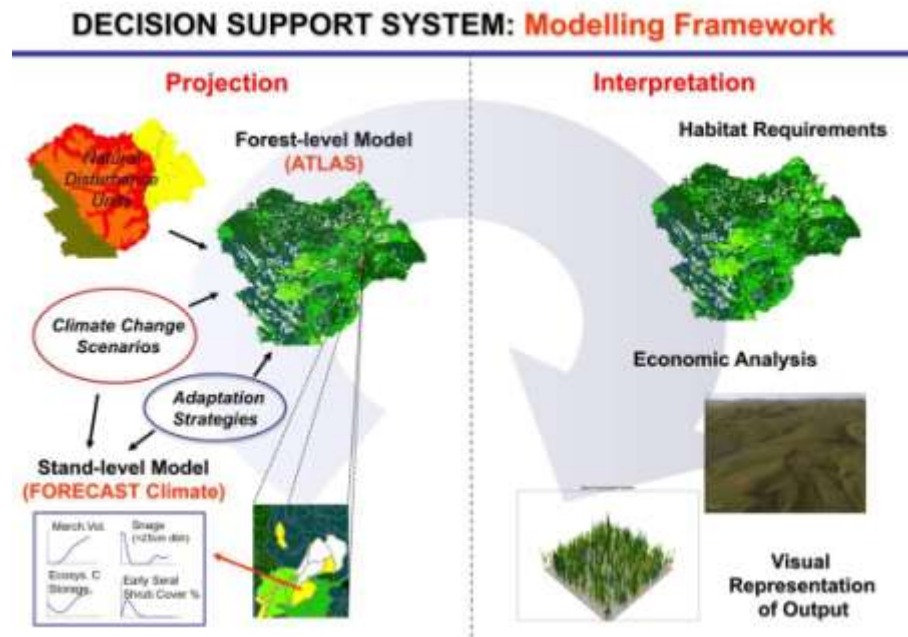 DECISION SUPPORT SYSTEM: Modelling Framework
Projection
Interpretation
Natural
Disturbance
Units
Forest-level Model
(ATLAS)
Climate Change
Scenarios
Adaptation
Strategies
Stand-level Model
(FORECAST Climate)
Merch.Vol.
Snags
Ecosys. C
Storage.
Early Seral
Shrub Cover %
Habitat Requirements
Economic Analysis
Visual
Representation
of Output